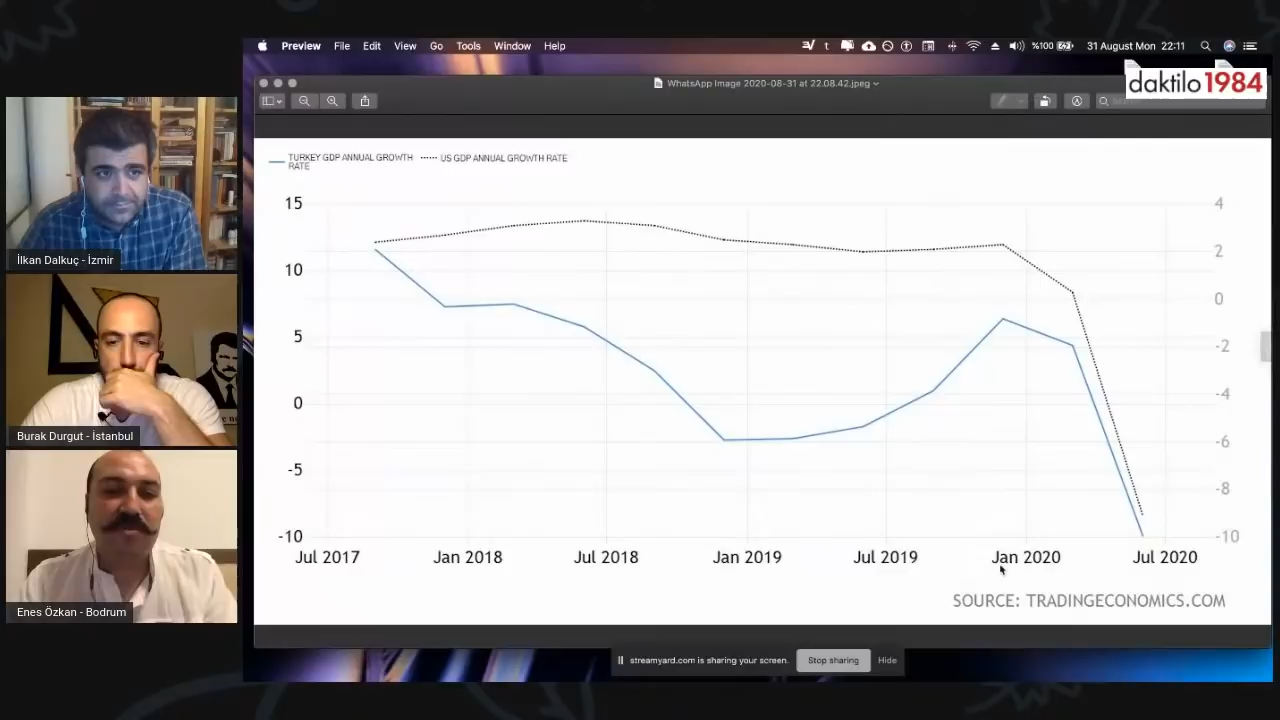 Preview File Edit View Go Tools Window Help
%100
31 August Mon 22:11
WhatsApp Image 2020-08-31 at 22.08.42.jpeg
daktilo1984
TURKEY GDP ANNUAL GROWTH
RATE
US GDP ANNUAL GROWTH RATE
15
10
5
0
-5
-10
4
2
0
-2
-4
-6
-8
-10
Jul 2017 Jan 2018 Jul 2018 Jan 2019 Jul 2019 Jan 2020 Jul 2020
SOURCE: TRADINGECONOMICS.COM
streamyard.com is sharing your screen. Stop sharing Hide
İlkan Dalkuç - İzmir
Burak Durgut - İstanbul
Enes Özkan - Bodrum